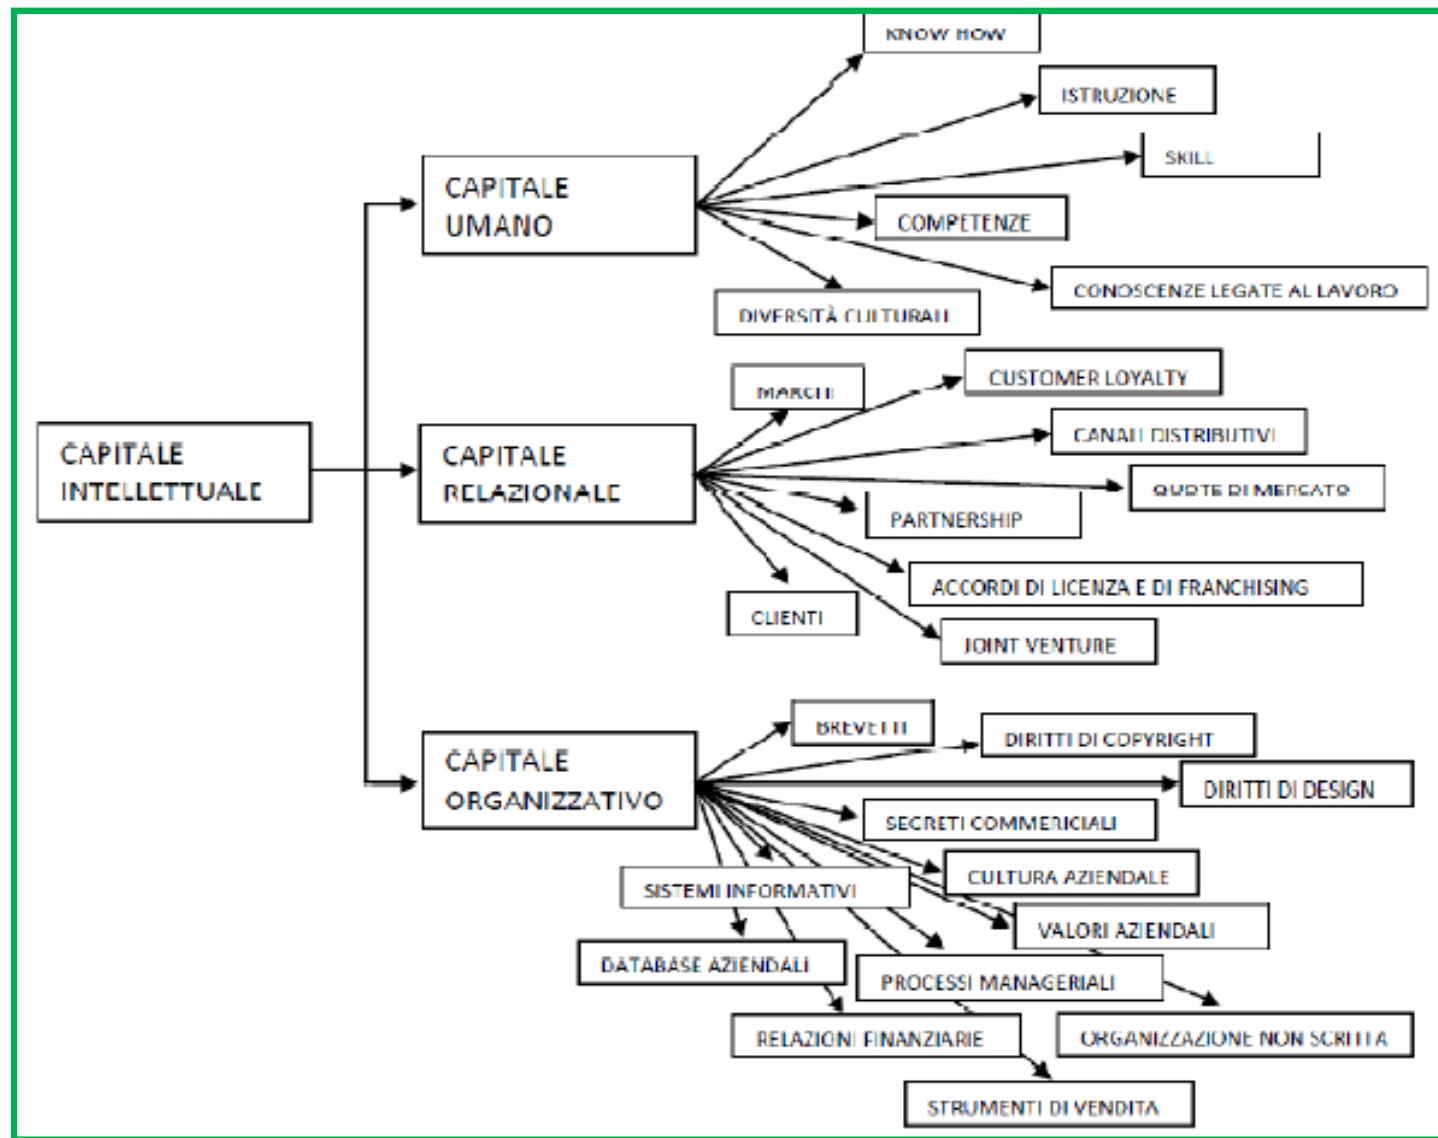 KNOW HOW
ISTRUZIONE
SKILL
CAPITALE
UMANO
COMPETENZE
CONOSCENZE LEGATE AL LAVORO
DIVERSITÀ CULTURALI
CUSTOMER LOYALTY
MARCHI
CANALI DISTRIBUTIVI
CAPITALE
INTELLETTUALE
CAPITALE
RELAZIONALE
QUOTE DI MERCATO
PARTNERSHIP
ACCORDI DI LICENZA E DI FRANCHISING
CLIENTI
JOINT VENTURE
BREVETTI
DIRITTI DI COPYRIGHT
CAPITALE
ORGANIZZATIVO
DIRITTI DI DESIGN
SEGRETI COMMERICIALI
CULTURA AZIENDALE
SISTEMI INFORMATIVI
VALORI AZIENDALI
DATABASE AZIENDALI
PROCESSI MANAGERIALI
RELAZIONI FINANZIARIE
ORGANIZZAZIONE NON SCRITTA
STRUMENTI DI VENDITA